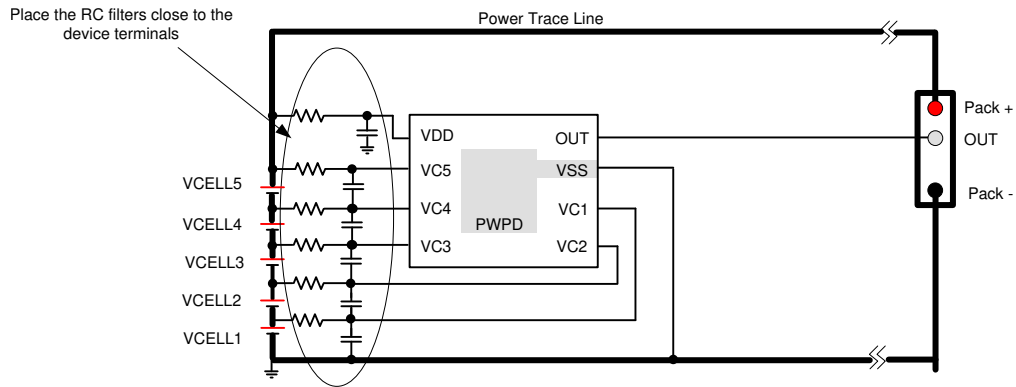 Place the RC filters close to the
device terminals
Power Trace Line
Pack +
OUT
Pack -
VDD
VC5
VC4
VC3
OUT
VSS
VC1
VC2
PWPD
VCELL5
VCELL4
VCELL3
VCELL2
VCELL1